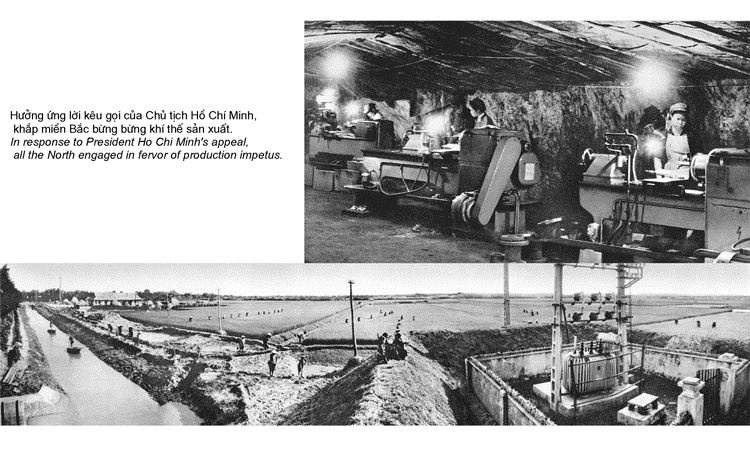 Hưởng ứng lời kêu gọi của Chủ tịch Hồ Chí Minh,
khắp miền Bắc bừng bừng khí thế sản xuất.
In response to President Ho Chi Minh's appeal,
all the North engaged in fervor of production impetus.